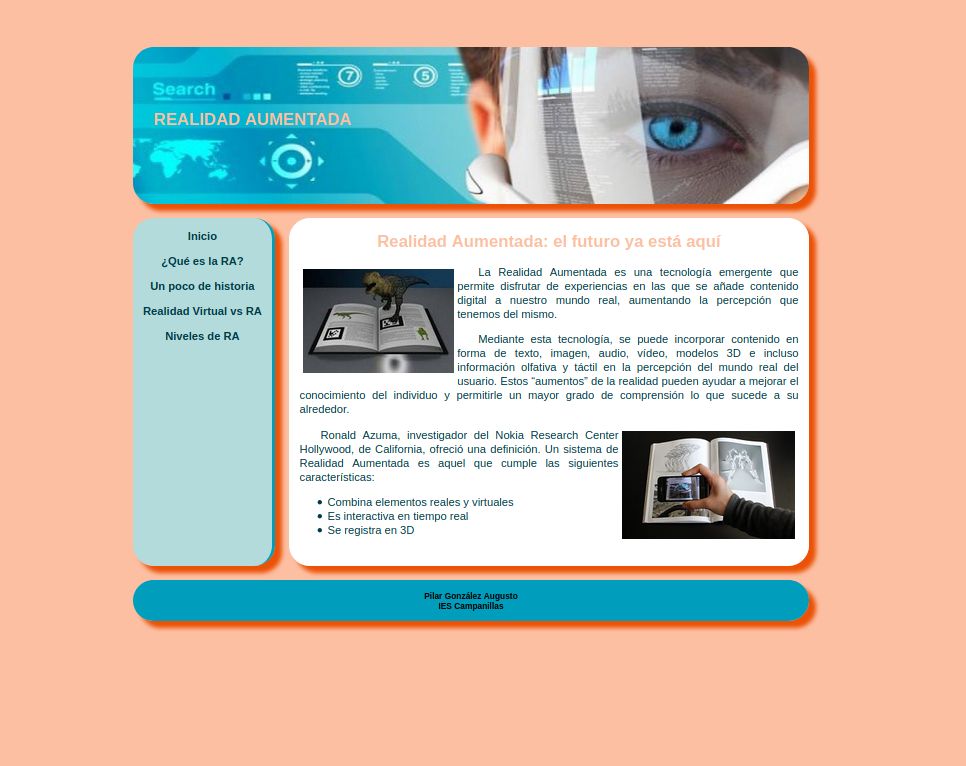 Search
7
5
REALIDAD AUMENTADA
Inicio
¿Qué es la RA?
Un poco de historia
Realidad Virtual vs RA
Niveles de RA
Realidad Aumentada: el futuro ya está aquí
La Realidad Aumentada es una tecnología emergente que
permite disfrutar de experiencias en las que se añade contenido
digital a nuestro mundo real, aumentando la percepción que
tenemos del mismo.
Mediante esta tecnología, se puede incorporar contenido en
forma de texto, imagen, audio, vídeo, modelos 3D e incluso
información olfativa y táctil en la percepción del mundo real del
usuario. Estos “aumentos” de la realidad pueden ayudar a mejorar el
conocimiento del individuo y permitirle un mayor grado de comprensión lo que sucede a su
alrededor.
Ronald Azuma, investigador del Nokia Research Center
Hollywood, de California, ofreció una definición. Un sistema de
Realidad Aumentada es aquel que cumple las siguientes
características:
• Combina elementos reales y virtuales
• Es interactiva en tiempo real
• Se registra en 3D
Pilar González Augusto
IES Campanillas